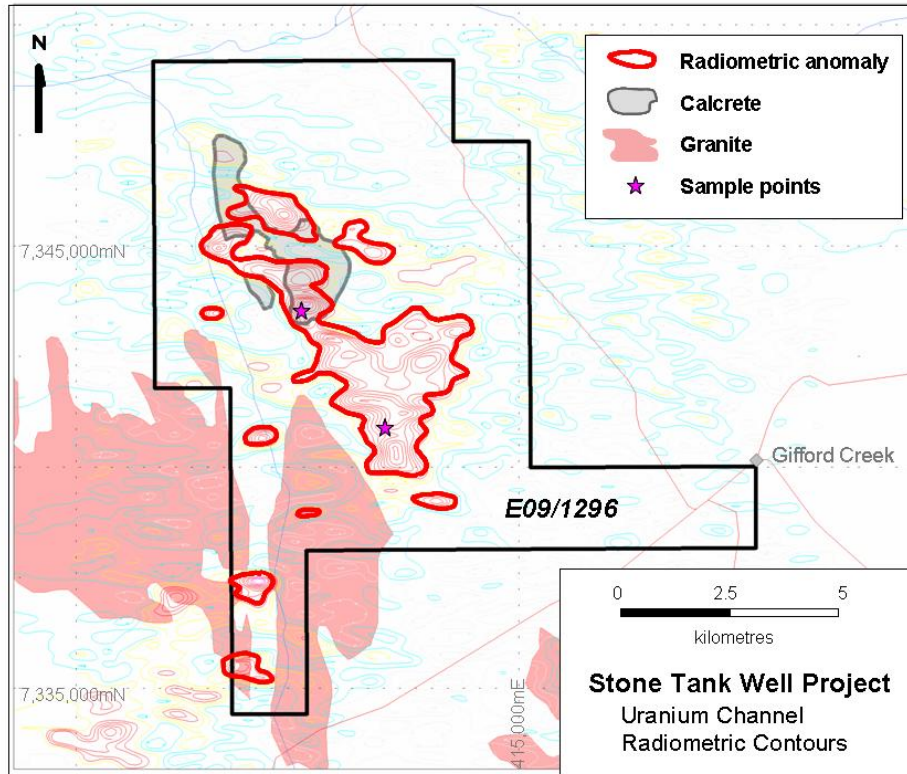 N
Radiometric anomaly
Calcrete
Granite
Sample points
7,345,000mN
Gifford Creek
E09/1296
0 2.5 5
kilometres
7,335,000mN
415,000mE
Stone Tank Well Project
Uranium Channel
Radiometric Contours